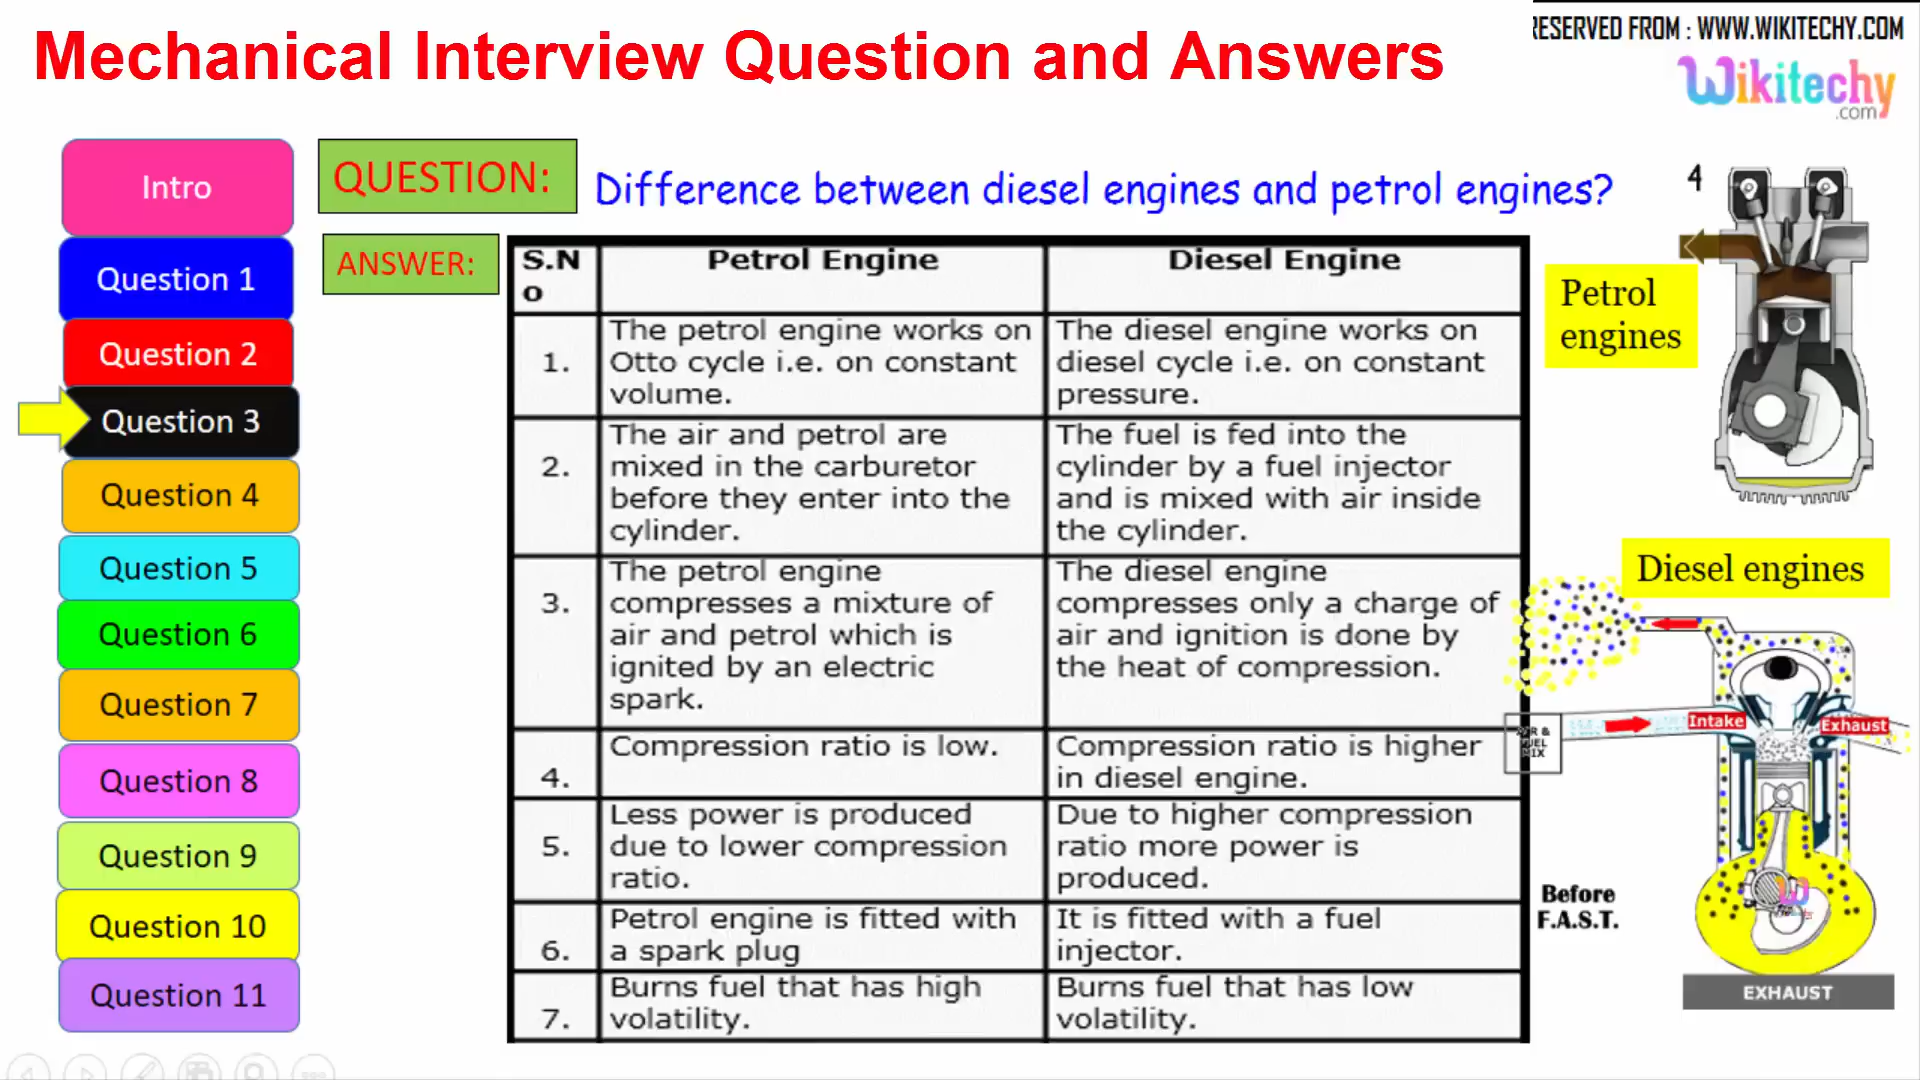 Mechanical Interview Question and Answers
RESERVED FROM : WWW.WIKITECHY.COM
Wikitechy
.com
Intro
Question 1
Question 2
Question 3
Question 4
Question 5
Question 6
Question 7
Question 8
Question 9
Question 10
Question 11
QUESTION:
Difference between diesel engines and petrol engines?
ANSWER:
S.N
o
Petrol Engine
Diesel Engine
1.
The petrol engine works on
Otto cycle i.e. on constant
volume.
The diesel engine works on
diesel cycle i.e. on constant
pressure.
2.
The air and petrol are
mixed in the carburetor
before they enter into the
cylinder.
The fuel is fed into the
cylinder by a fuel injector
and is mixed with air inside
the cylinder.
3.
The petrol engine
compresses a mixture of
air and petrol which is
ignited by an electric
spark.
The diesel engine
compresses only a charge of
air and ignition is done by
the heat of compression.
4.
Compression ratio is low.
Compression ratio is higher
in diesel engine.
5.
Less power is produced
due to lower compression
ratio.
Due to higher compression
ratio more power is
produced.
6.
Petrol engine is fitted with
a spark plug
It is fitted with a fuel
injector.
7.
Burns fuel that has high
volatility.
Burns fuel that has low
volatility.
4
Petrol
engines
Diesel engines
AIR &
FUEL
MIX
Intake
Exhaust
Before
F.A.S.T.
EXHAUST